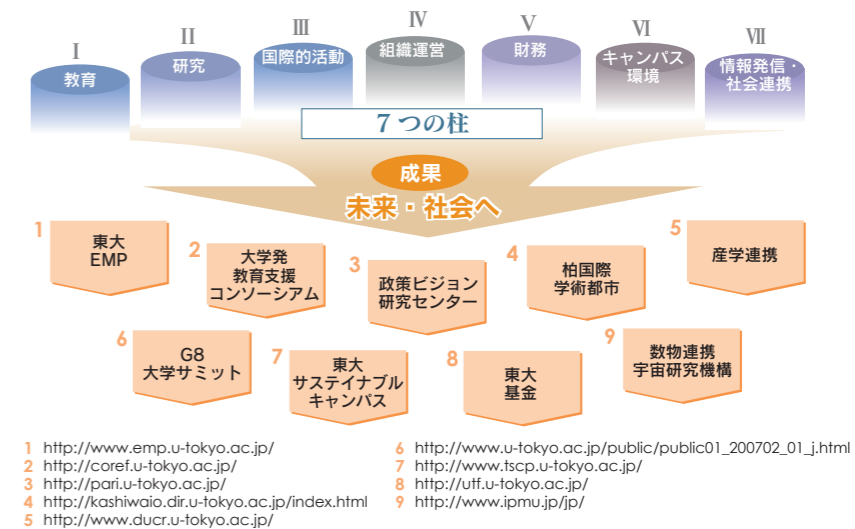 Ⅰ
教育
Ⅱ
研究
Ⅲ
国際的活動
Ⅳ
組織運営
Ⅴ
財務
Ⅵ
キャンパス
環境
Ⅶ
情報発信・
社会連携
7つの柱
成果
未来・社会へ
1
東大
EMP
2
大学発
教育支援
コンソーシアム
3
政策ビジョン
研究センター
4
柏国際
学術都市
5
産学連携
6
G8
大学サミット
7
東大
サステイナブル
キャンパス
8
東大
基金
9
数物連携
宇宙研究機構
1 http://www.emp.u-tokyo.ac.jp/
2 http://coref.u-tokyo.ac.jp/
3 http://pari.u-tokyo.ac.jp/
4 http://kashiwaio.dir.u-tokyo.ac.jp/index.html
5 http://www.ducr.u-tokyo.ac.jp/
6 http://www.u-tokyo.ac.jp/public/public01_200702_01_j.html
7 http://www.tscp.u-tokyo.ac.jp/
8 http://utf.u-tokyo.ac.jp/
9 http://www.ipmu.jp/jp/